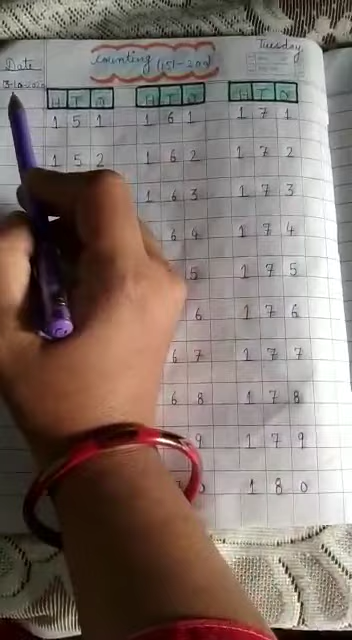 Tuesday
Date
Counting (151-200)
H T O H T O H T O
1 5 1 1 6 1 1 7 1
1 5 2 1 6 2 1 7 2
1 6 3 1 7 3
6 4 1 7 4
5 1 7 5
6 1 7 6
6 7 1 7 7
6 8 1 7 8
9 1 7 9
0 1 8 0